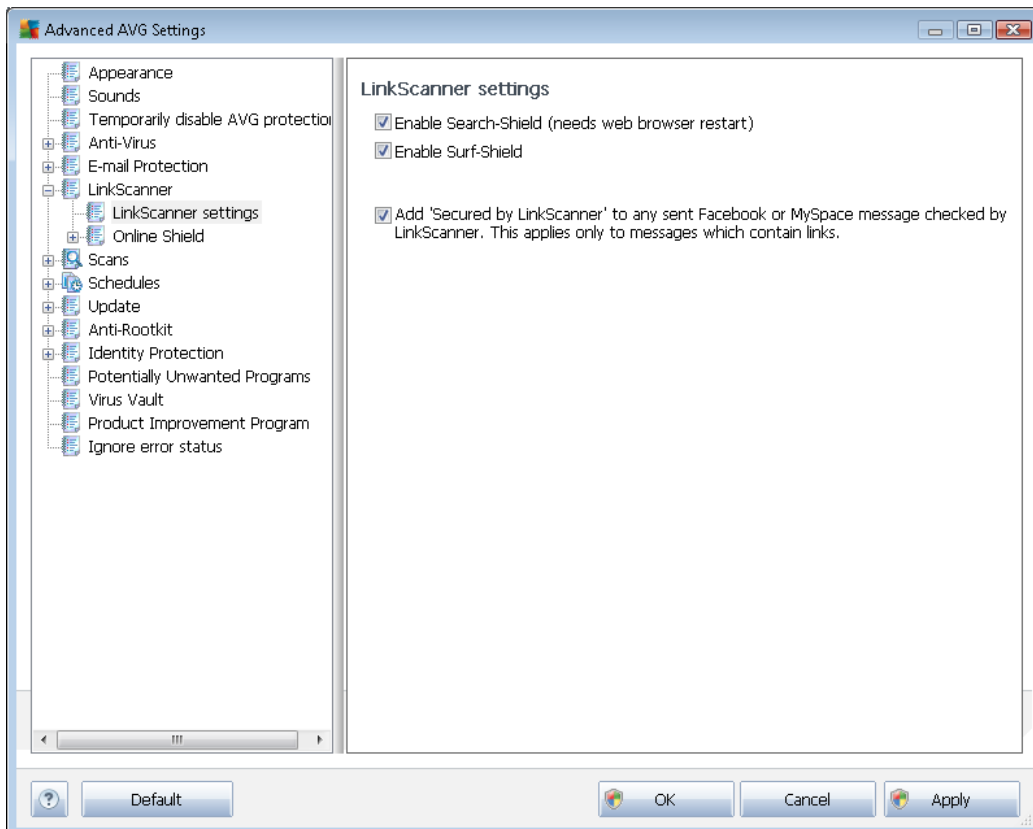 Advanced AVG Settings
Appearance
Sounds
Temporarily disable AVG protection
Anti-Virus
E-mail Protection
LinkScanner
LinkScanner settings
Online Shield
Scans
Schedules
Update
Anti-Rootkit
Identity Protection
Potentially Unwanted Programs
Virus Vault
Product Improvement Program
Ignore error status
LinkScanner settings
Enable Search-Shield (needs web browser restart)
Enable Surf-Shield
Add 'Secured by LinkScanner' to any sent Facebook or MySpace message checked by
LinkScanner. This applies only to messages which contain links.
?
Default
OK
Cancel
Apply